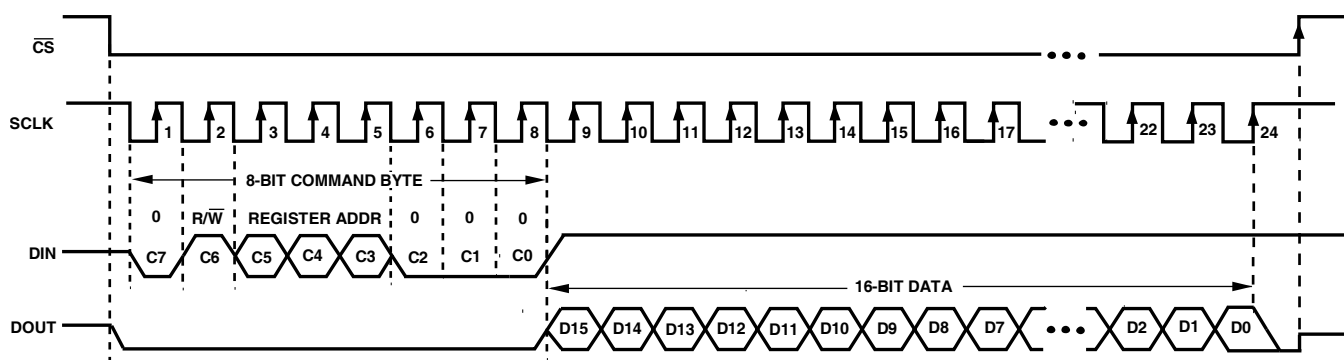 CS
SCLK
1 2 3 4 5 6 7 8 9 10 11 12 13 14 15 16 17 22 23 24
8-BIT COMMAND BYTE
0 R/W REGISTER ADDR 0 0 0
DIN C7 C6 C5 C4 C3 C2 C1 C0
16-BIT DATA
DOUT D15 D14 D13 D12 D11 D10 D9 D8 D7 D2 D1 D0